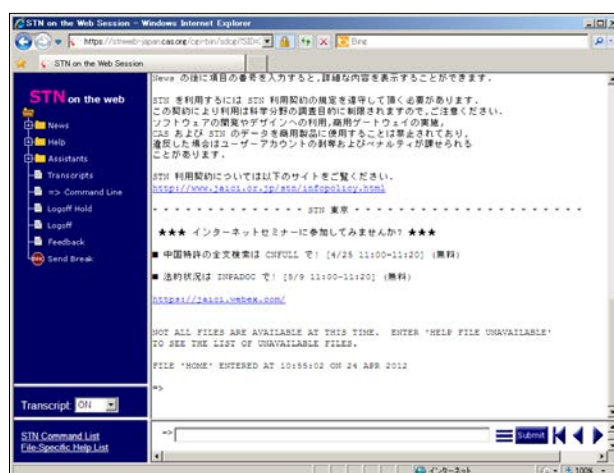 STN on the Web Session - Windows Internet Explorer
Bing
STN on the Web Session
STN on the web
News
Help
Assistants
Transcripts
=> Command Line
Logoff Hold
Logoff
Feedback
Send Break
Transcript: ON
STN Command List
File-Specific Help List
News の後に項目の番号を入力すると,詳細な内容を表示することができます.
STN を利用するには STN 利用契約の規定を遵守して頂く必要があります.
この契約により利用は科学分野の調査目的に制限されますので,ご注意ください.
ソフトウェアの開発やデザインへの利用,商用ゲートウェイの実施,
CAS および STN のデータを商用製品に使用することは禁止されており,
違反した場合はユーザーアカウントの剥奪およびペナルティが課せられる
ことがあります.
STN 利用契約については以下のサイトをご覧ください.
http://www.jaici.or.jp/stn/infopolicy.html
- - - - - - - - - - - - - - STN 東京 - - - - - - - - - - - - - - - - - - - -
★★★ インターネットセミナーに参加してみませんか? ★★★
■ 中国特許の全文検索は CNFULL で! [4/25 11:00-11:20] (無料)
■ 法的状況は INPADOC で! [5/9 11:00-11:20] (無料)
https://jaici.webex.com/
NOT ALL FILES ARE AVAILABLE AT THIS TIME. ENTER 'HELP FILE UNAVAILABLE'
TO SEE THE LIST OF UNAVAILABLE FILES.
FILE 'HOME' ENTERED AT 10:55:02 ON 24 APR 2012
=>
=>
Submit
インターネット
100%